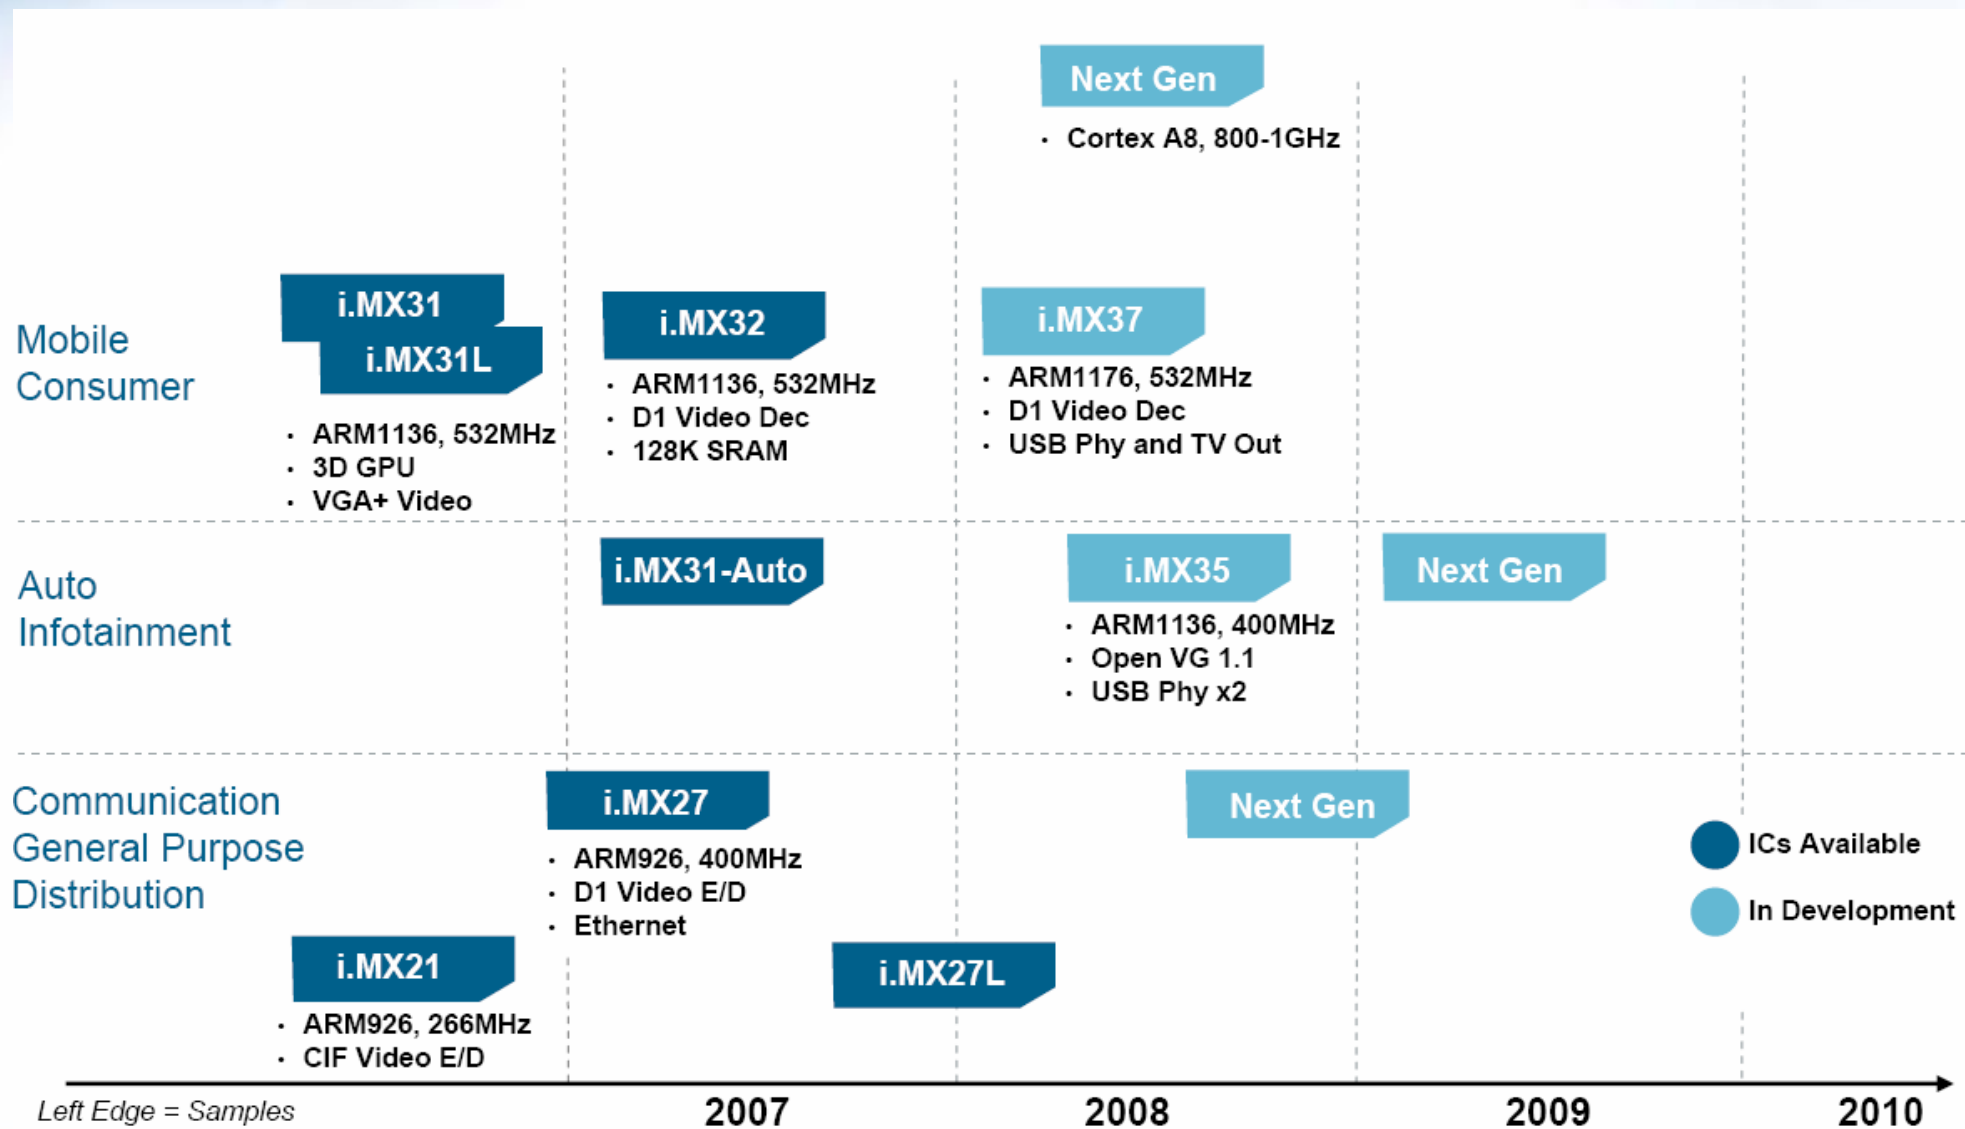 Next Gen
· Cortex A8, 800-1GHz
Mobile
Consumer
i.MX31
i.MX31L
· ARM1136, 532MHz
· 3D GPU
· VGA+ Video
i.MX32
· ARM1136, 532MHz
· D1 Video Dec
· 128K SRAM
i.MX37
· ARM1176, 532MHz
· D1 Video Dec
· USB Phy and TV Out
Auto
Infotainment
i.MX31-Auto
i.MX35
· ARM1136, 400MHz
· Open VG 1.1
· USB Phy x2
Next Gen
Communication
General Purpose
Distribution
i.MX27
· ARM926, 400MHz
· D1 Video E/D
· Ethernet
Next Gen
i.MX21
· ARM926, 266MHz
· CIF Video E/D
i.MX27L
ICs Available
In Development
Left Edge = Samples
2007
2008
2009
2010